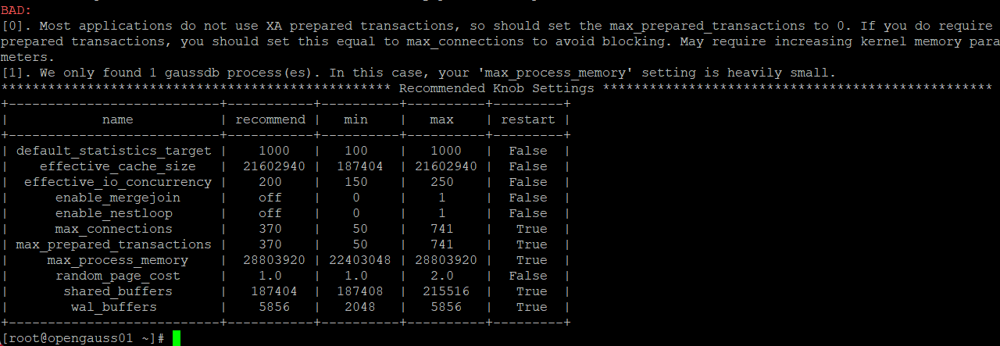 BAD:
[0]. Most applications do not use XA prepared transactions, so should set the max_prepared_transactions to 0. If you do require
prepared transactions, you should set this equal to max_connections to avoid blocking. May require increasing kernel memory para
meters.
[1]. We only found 1 gaussdb process(es). In this case, your 'max_process_memory' setting is heavily small.
************************************************** Recommended Knob Settings **************************************************
+---------------------------+-----------+----------+----------+---------+
| name | recommend | min | max | restart |
+---------------------------+-----------+----------+----------+---------+
| default_statistics_target | 1000 | 100 | 1000 | False |
| effective_cache_size | 21602940 | 187404 | 21602940 | False |
| effective_io_concurrency | 200 | 150 | 250 | False |
| enable_mergejoin | off | 0 | 1 | False |
| enable_nestloop | off | 0 | 1 | False |
| max_connections | 370 | 50 | 741 | True |
| max_prepared_transactions | 370 | 50 | 741 | True |
| max_process_memory | 28803920 | 22403048 | 28803920 | True |
| random_page_cost | 1.0 | 1.0 | 2.0 | False |
| shared_buffers | 187404 | 187408 | 215516 | True |
| wal_buffers | 5856 | 2048 | 5856 | True |
+---------------------------+-----------+----------+----------+---------+
[root@opengauss01 ~]#